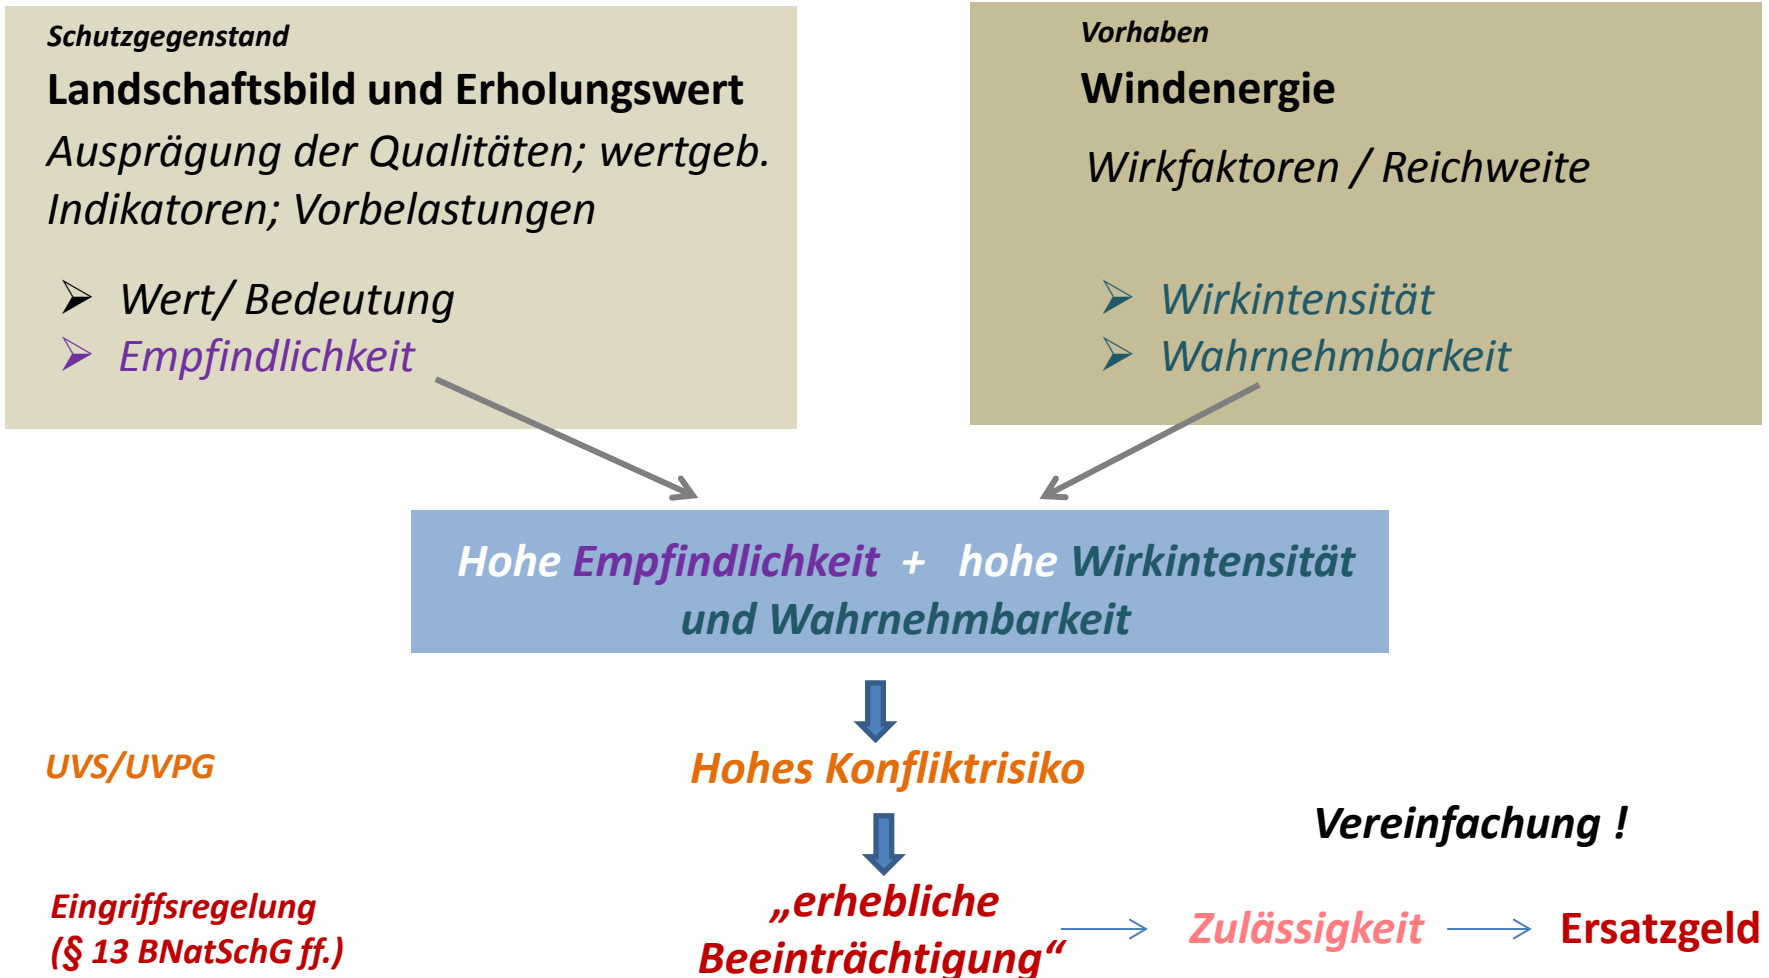 Schutzgegenstand
Landschaftsbild und Erholungswert
Ausprägung der Qualitäten; wertgeb.
Indikatoren; Vorbelastungen
➢ Wert/ Bedeutung
➢ Empfindlichkeit
Vorhaben
Windenergie
Wirkfaktoren / Reichweite
➢ Wirkintensität
➢ Wahrnehmbarkeit
Hohe Empfindlichkeit + hohe Wirkintensität
und Wahrnehmbarkeit
UVS/UVPG
Hohes Konfliktrisiko
Vereinfachung !
Eingriffsregelung
(§ 13 BNatSchG ff.)
„erhebliche
Beeinträchtigung“
Zulässigkeit
Ersatzgeld